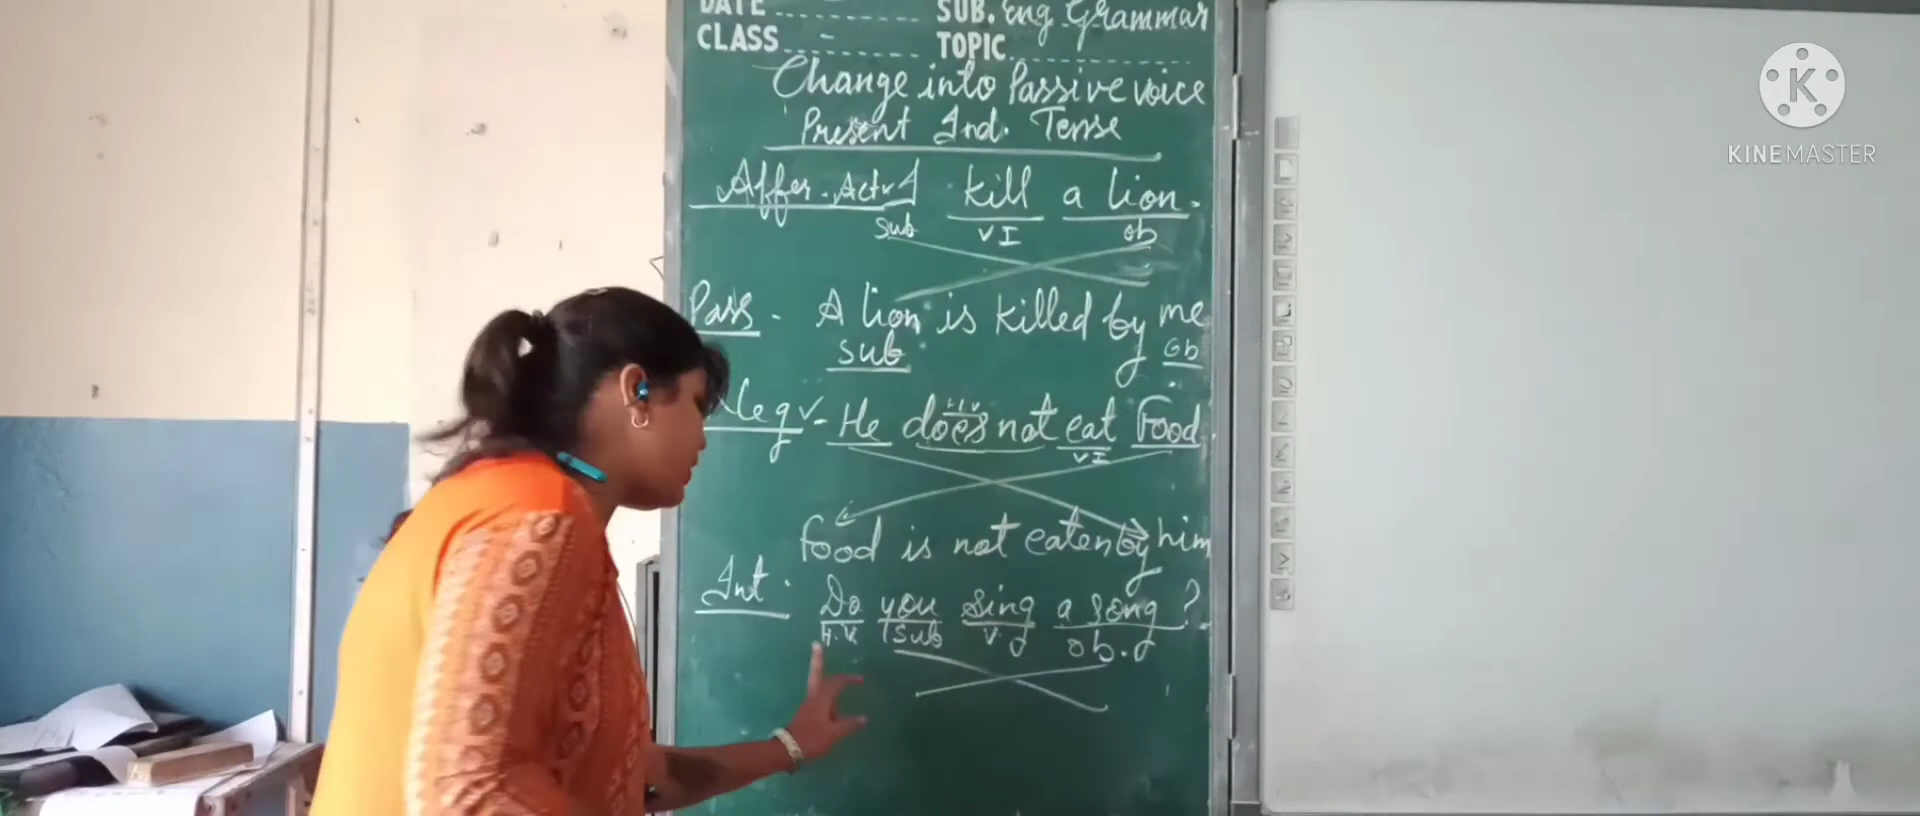 DATE SUB. Eng Grammar
CLASS - TOPIC
Change into Passive voice
Present Ind. Tense
Affer. Actv I kill a lion.
Sub V I ob
Pass - A lion is killed by me
sub ob
Neg - He does not eat Food.
H V
V I
Food is not eaten by him
Int. Do you sing a song?
H.V Sub V. g ob.g
K
KINEMASTER